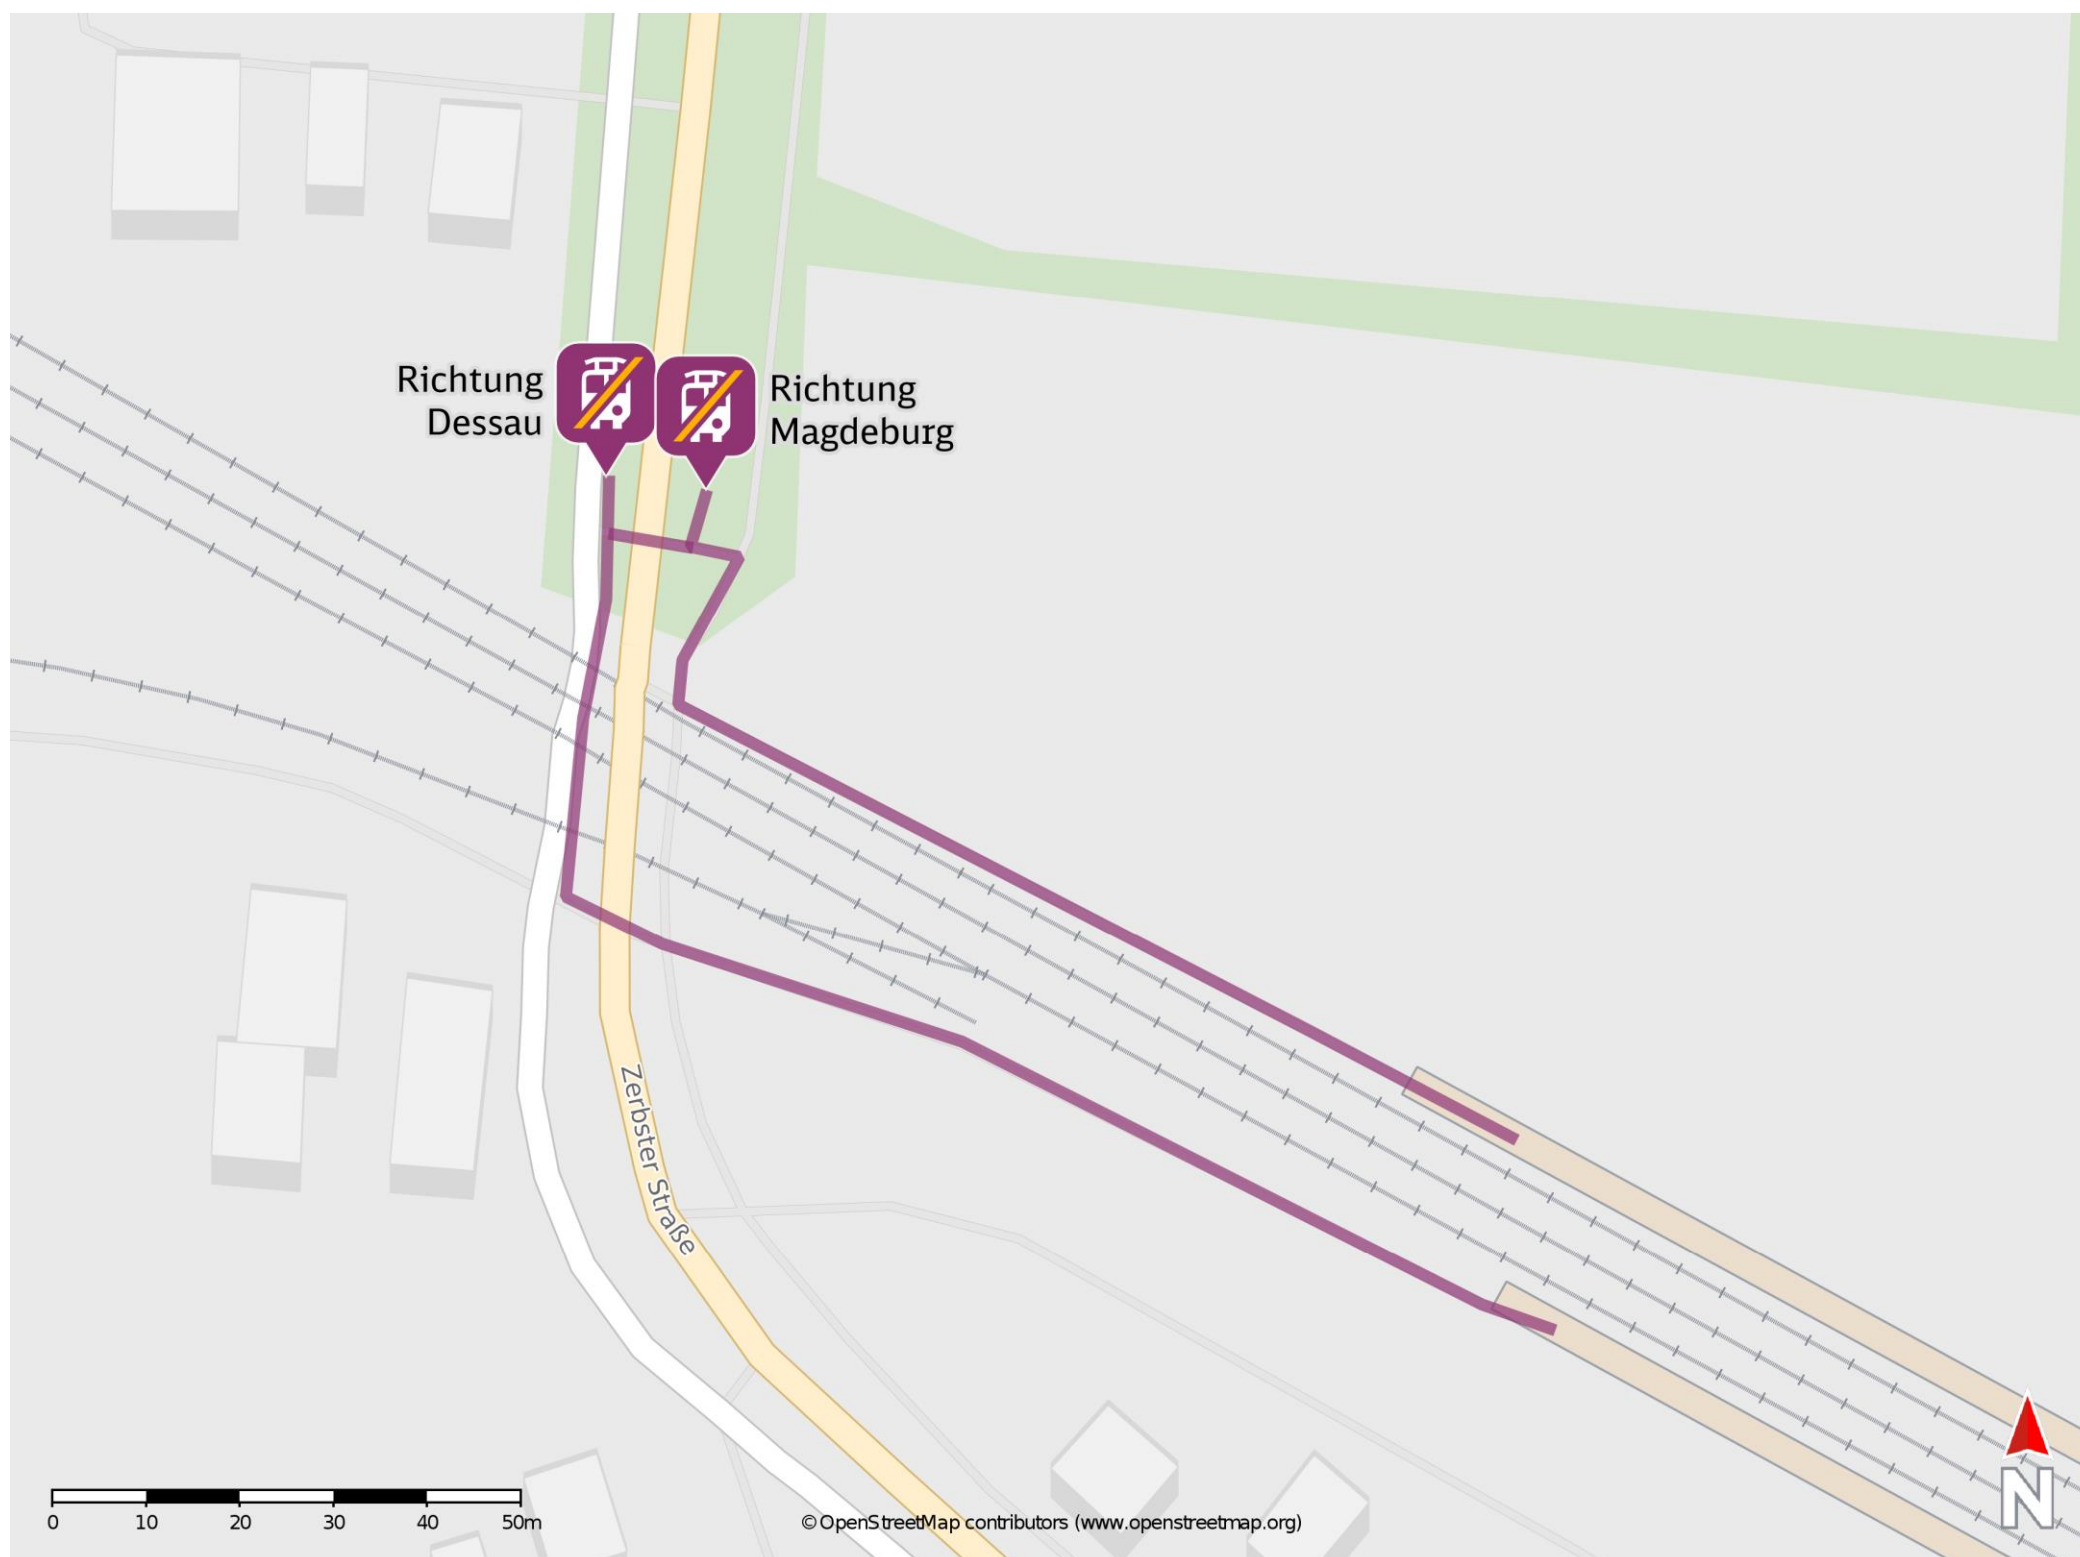 Richtung
Dessau
Richtung
Magdeburg
Zerbster Straße
0 10 20 30 40 50m
© OpenStreetMap contributors (www.openstreetmap.org)
N